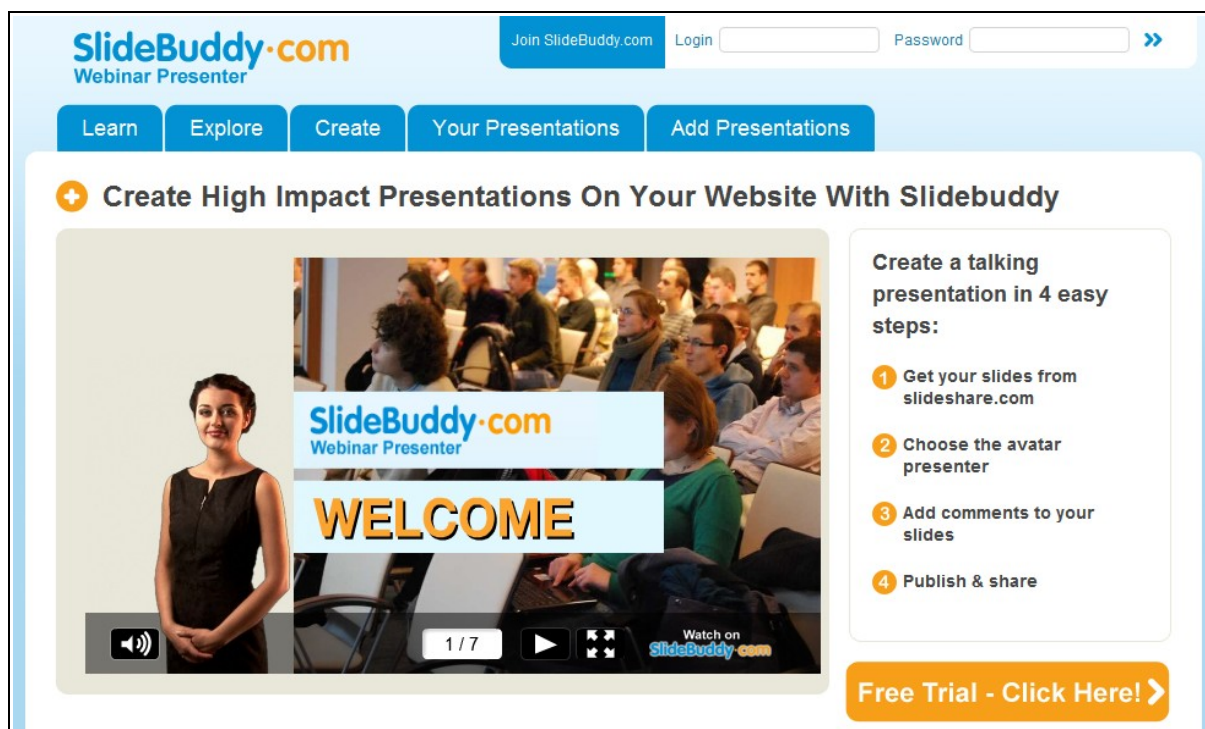 SlideBuddy·com
Webinar Presenter
Join SlideBuddy.com Login Password »
Learn Explore Create Your Presentations Add Presentations
Create High Impact Presentations On Your Website With Slidebuddy
SlideBuddy·com
Webinar Presenter
WELCOME
1 / 7
Watch on
SlideBuddy·com
Create a talking
presentation in 4 easy
steps:
1 Get your slides from
slideshare.com
2 Choose the avatar
presenter
3 Add comments to your
slides
4 Publish & share
Free Trial - Click Here!